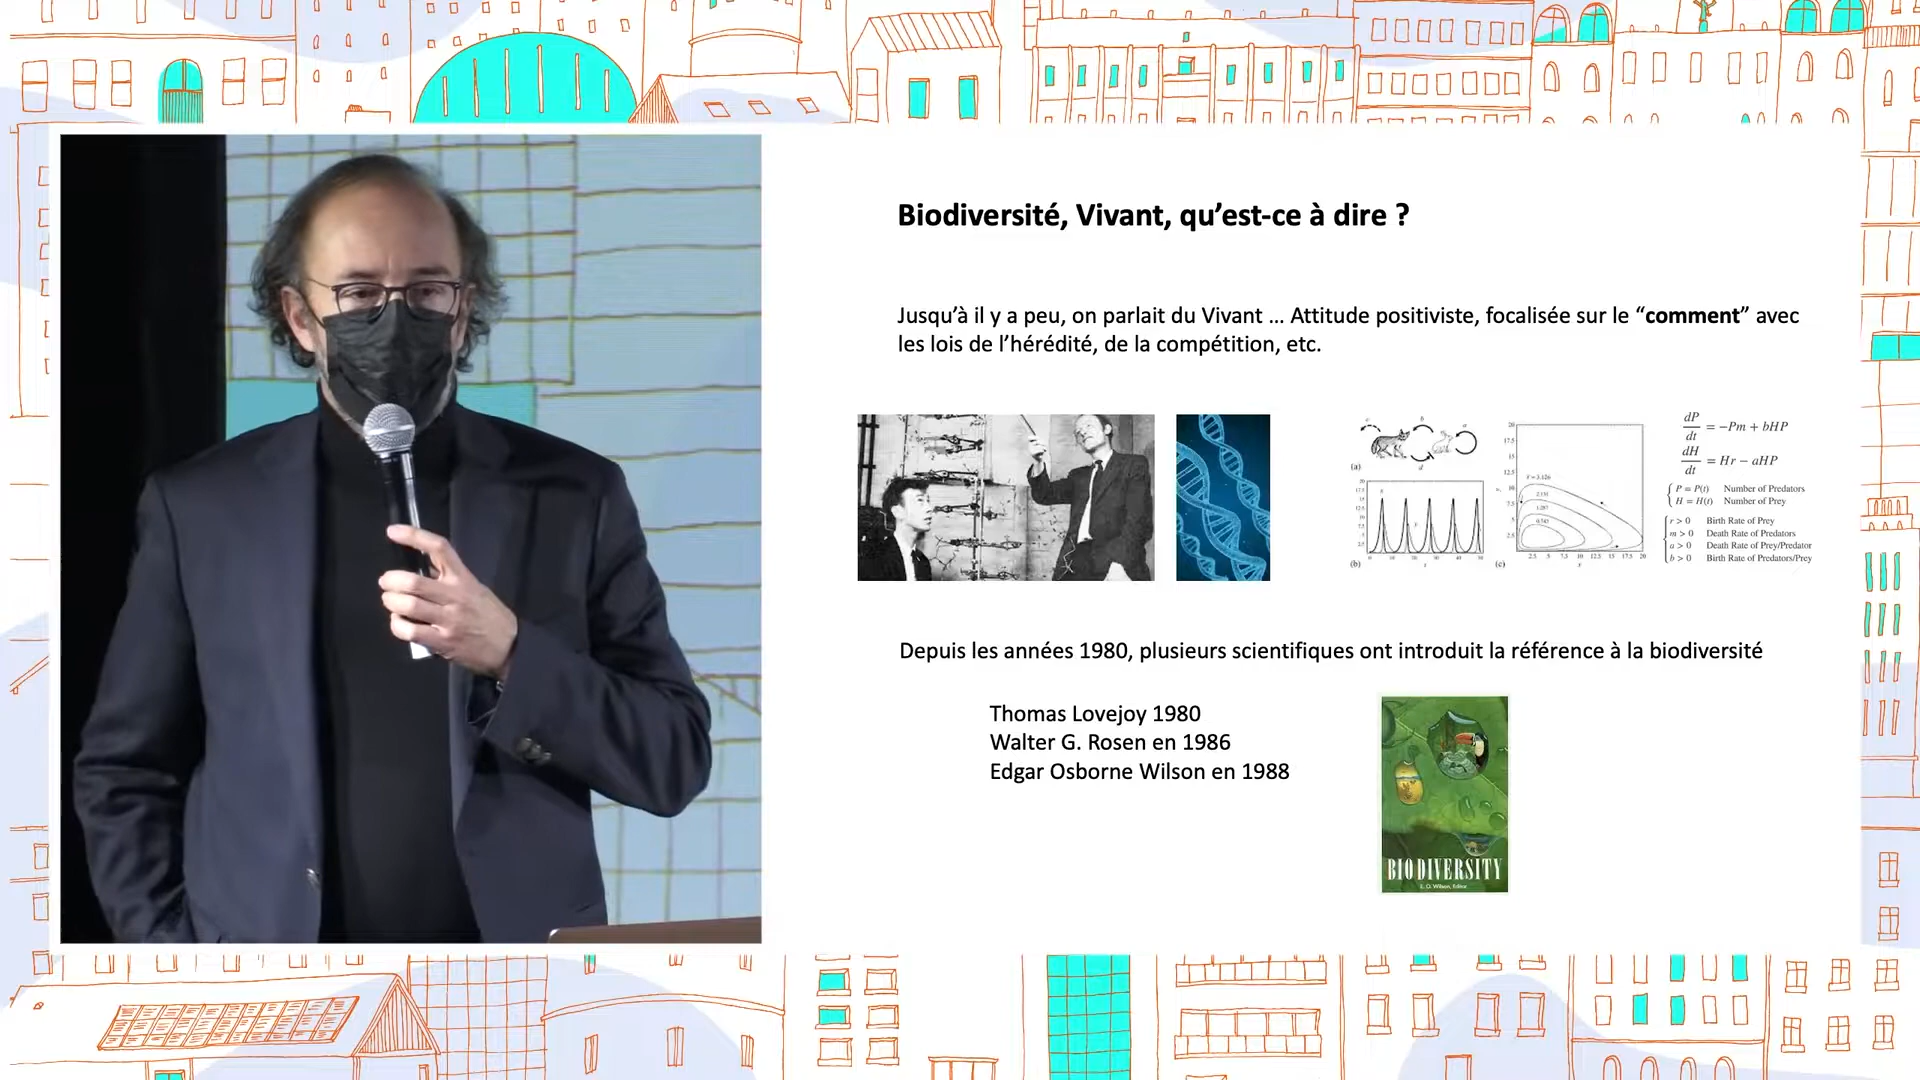 Biodiversité, Vivant, qu’est-ce à dire ?
Jusqu’à il y a peu, on parlait du Vivant ... Attitude positiviste, focalisée sur le “comment” avec
les lois de l’hérédité, de la compétition, etc.
(a)
(b)
(c)
dP/dt = −Pm + bHP
dH/dt = Hr − aHP
P = P(t) Number of Predators
H = H(t) Number of Prey
r > 0 Birth Rate of Prey
m > 0 Death Rate of Predators
a > 0 Death Rate of Prey/Predator
b > 0 Birth Rate of Predators/Prey
Depuis les années 1980, plusieurs scientifiques ont introduit la référence à la biodiversité
Thomas Lovejoy 1980
Walter G. Rosen en 1986
Edgar Osborne Wilson en 1988
BIODIVERSITY
E. O. Wilson, Editor